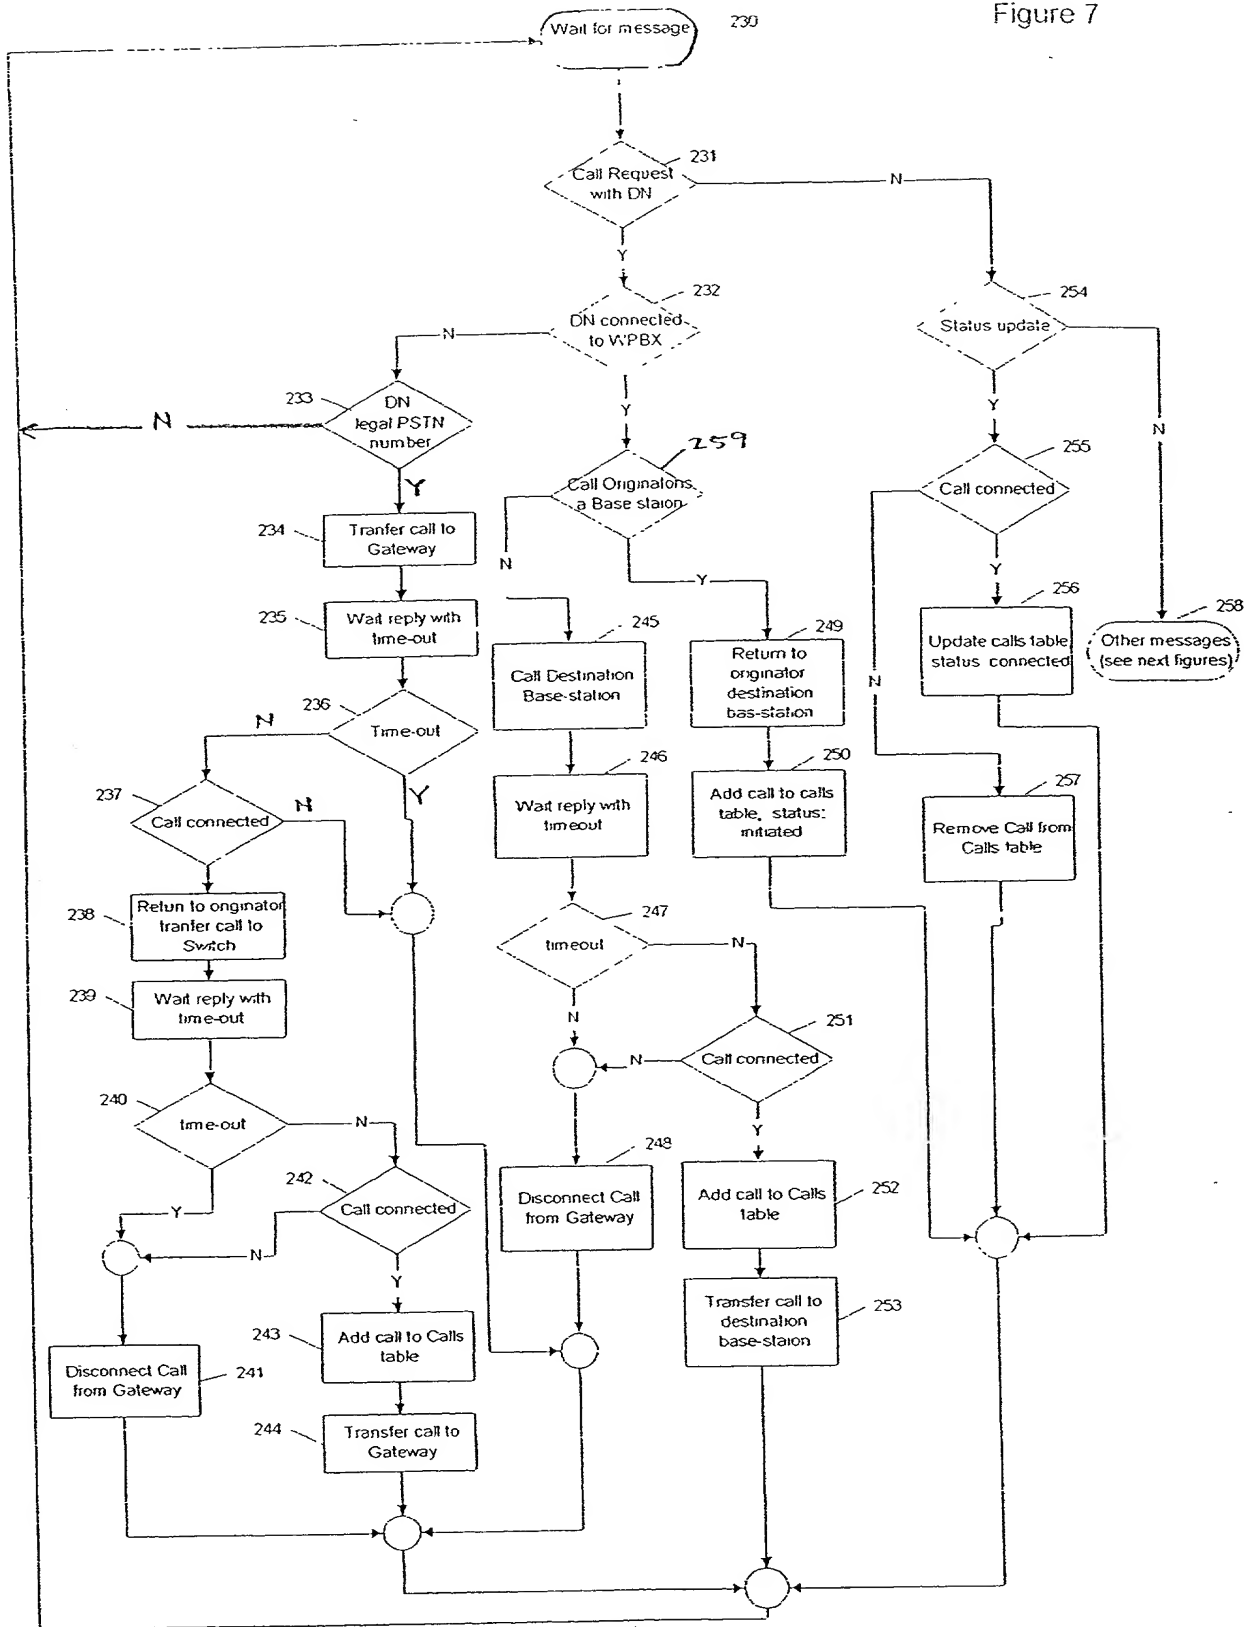 Figure 7
Wait for message
230
Call Request
with DN
231
N
Y
DN connected
to WPBX
232
N
Y
Status update
254
Y
N
233
DN
legal PSTN
number
N
Y
259
Call Originatons
a Base staion
N
Y
255
Call connected
N
Y
234
Tranfer call to
Gateway
235
Wait reply with
time-out
236
Time-out
N
Y
245
Call Destination
Base-station
249
Return to
originator
destination
bas-station
256
Update calls table
status connected
258
Other messages
(see next figures)
237
Call connected
N
246
Wait reply with
timeout
250
Add call to calls
table, status:
initiated
257
Remove Call from
Calls table
238
Retun to originator
tranfer call to
Switch
239
Wait reply with
time-out
247
timeout
N
N
251
Call connected
N
Y
240
time-out
N
Y
242
Call connected
N
Y
248
Disconnect Call
from Gateway
252
Add call to Calls
table
253
Transfer call to
destination
base-staion
241
Disconnect Call
from Gateway
243
Add call to Calls
table
244
Transfer call to
Gateway